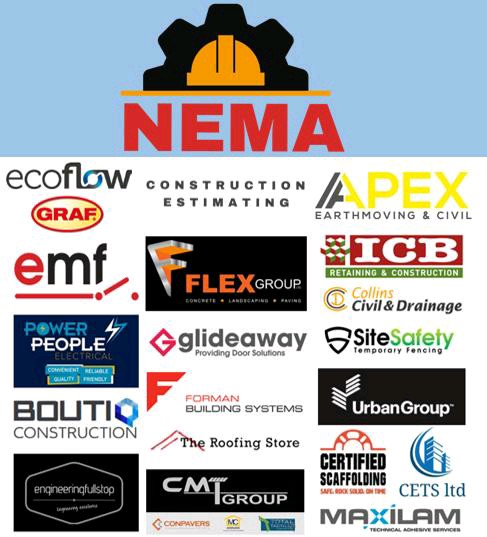 NEMA
ecoflow
CONSTRUCTION
ESTIMATING
APEX
EARTHMOVING & CIVIL
GRAF
emf
FLEX GROUP
CONCRETE • LANDSCAPING • PAVING
ICB
RETAINING & CONSTRUCTION
Collins
Civil & Drainage
POWER
PEOPLE
ELECTRICAL
CONVENIENT RELIABLE
QUALITY FRIENDLY
glideaway
Providing Door Solutions
SiteSafety
Temporary Fencing
BOUTIQ
CONSTRUCTION
FORMAN
BUILDING SYSTEMS
UrbanGroup™
The Roofing Store
CERTIFIED
SCAFFOLDING
SAFE. ROCK SOLID. ON TIME
CETS ltd
engineeringfullstop
engineering excellence
CMT
GROUP
CONPAVERS
MC
TOTAL
MAXILAM
TECHNICAL ADHESIVE SERVICES